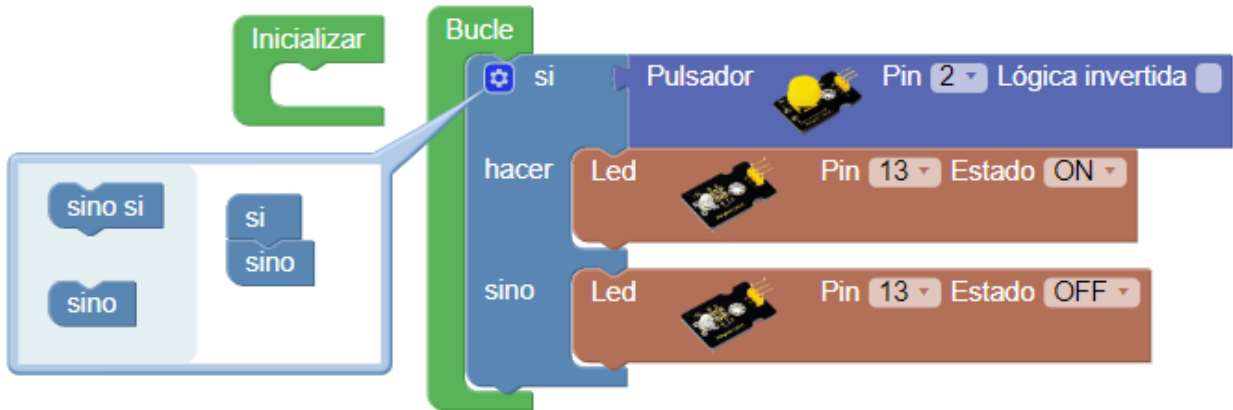 Inicializar
Bucle
si
Pulsador
Pin 2 Lógica invertida
hacer
Led
Pin 13 Estado ON
sino
Led
Pin 13 Estado OFF
sino si
si
sino
sino